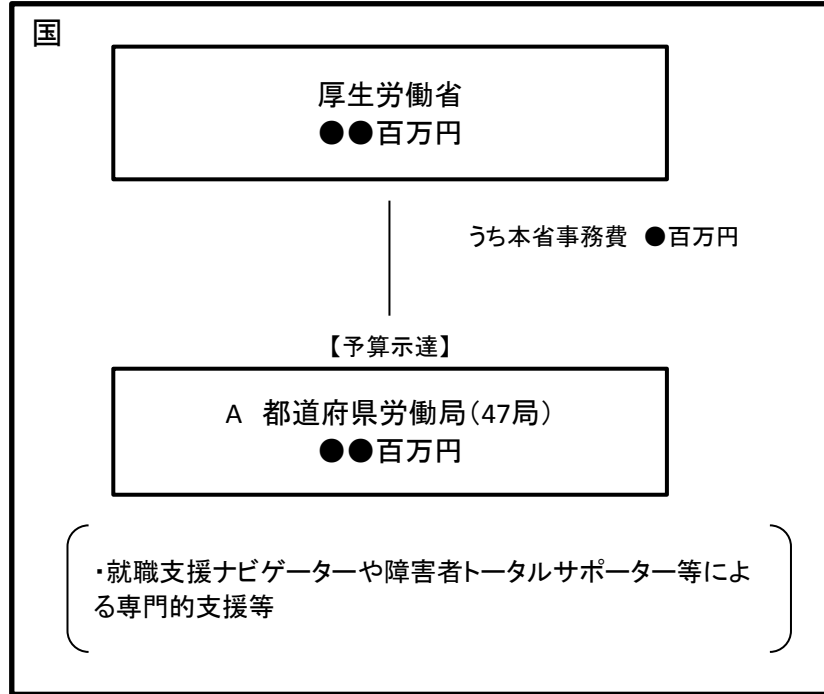 国
厚生労働省
●●百万円
うち本省事務費 ●百万円
【予算示達】
A 都道府県労働局(47局)
●●百万円
・就職支援ナビゲーターや障害者トータルサポーター等によ
る専門的支援等